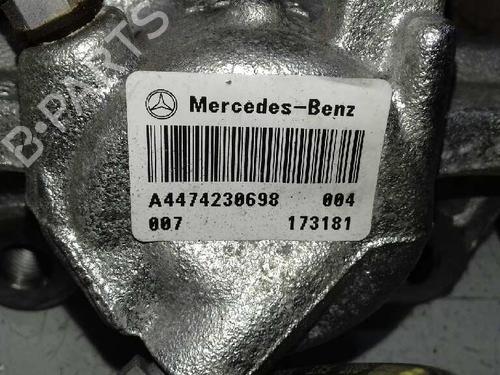 B-PARTS
Mercedes-Benz
A4474230698 004
007 173181